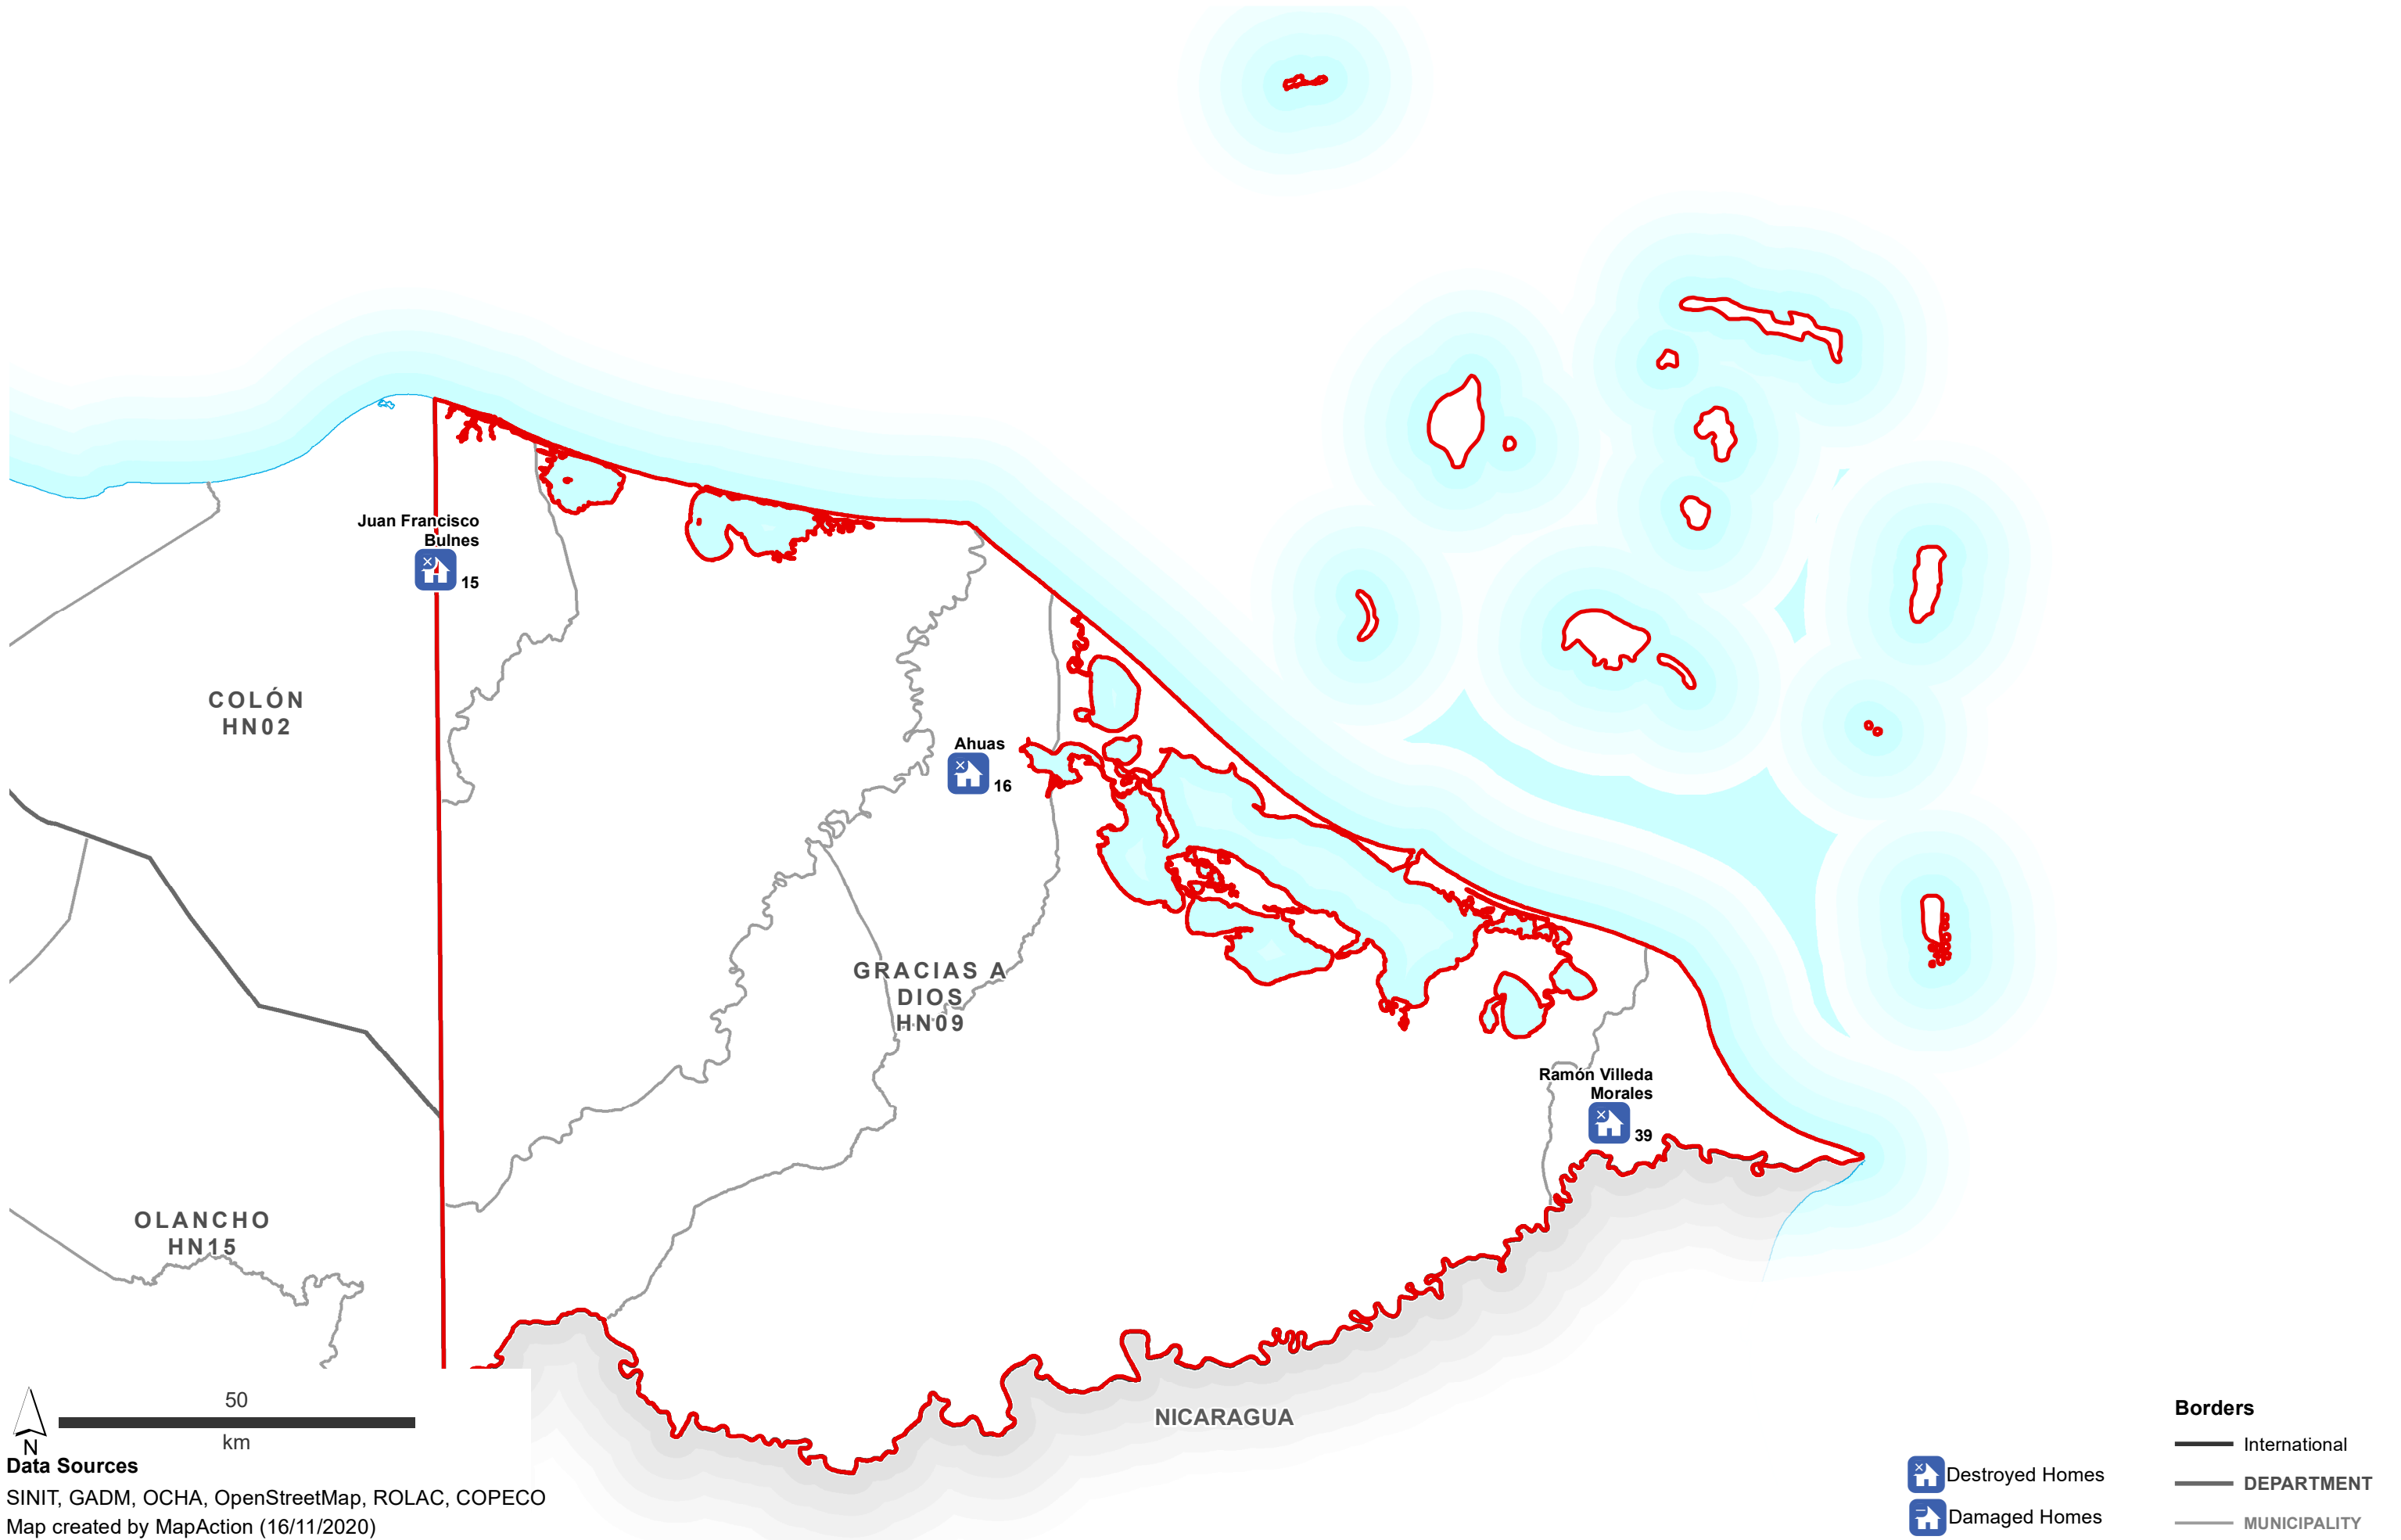 Juan Francisco
Bulnes
15
COLÓN
HN02
Ahuas
16
GRACIAS A
DIOS
HN09
Ramón Villeda
Morales
39
OLANCHO
HN15
NICARAGUA
50
km
N
Data Sources
SINIT, GADM, OCHA, OpenStreetMap, ROLAC, COPECO
Map created by MapAction (16/11/2020)
Destroyed Homes
Damaged Homes
Borders
International
DEPARTMENT
MUNICIPALITY